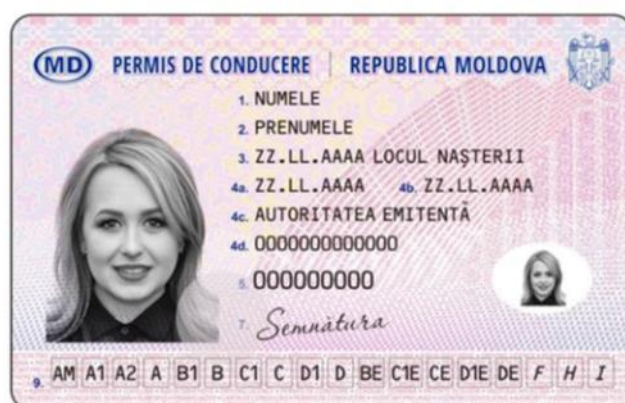 MD PERMIS DE CONDUCERE | REPUBLICA MOLDOVA
1. NUMELE
2. PRENUMELE
3. ZZ.LL.AAAA LOCUL NAȘTERII
4a. ZZ.LL.AAAA 4b. ZZ.LL.AAAA
4c. AUTORITATEA EMITENTĂ
4d. 0000000000000
5. 000000000
7. Semnătura
9. AM A1 A2 A B1 B C1 C D1 D BE C1E CE D1E DE F H I